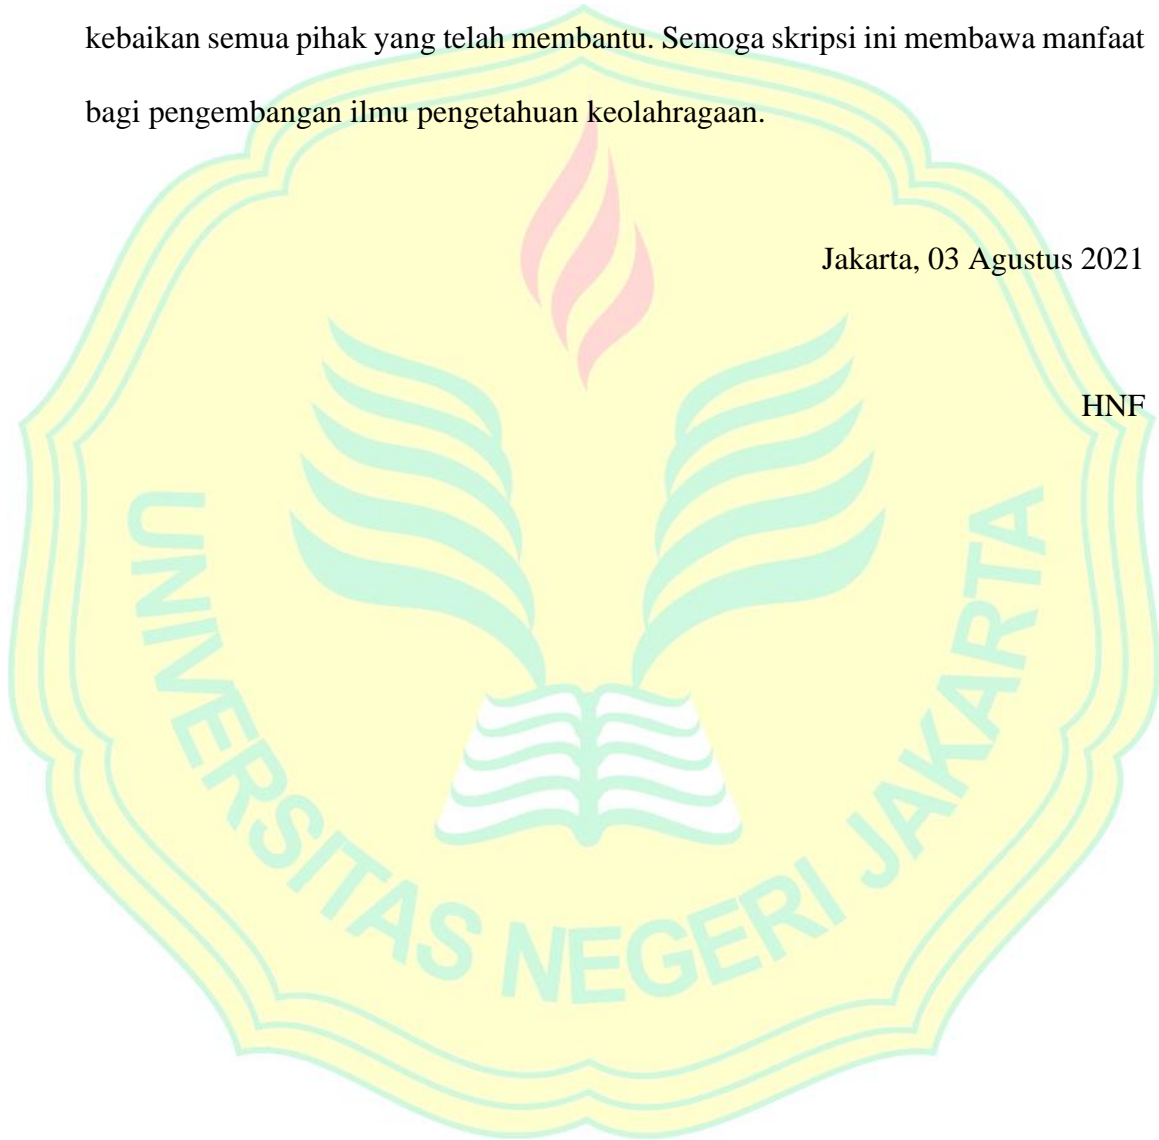 kebaikan semua pihak yang telah membantu. Semoga skripsi ini membawa manfaat
bagi pengembangan ilmu pengetahuan keolahragaan.
Jakarta, 03 Agustus 2021
HNF
UNIVERSITAS NEGERI JAKARTA